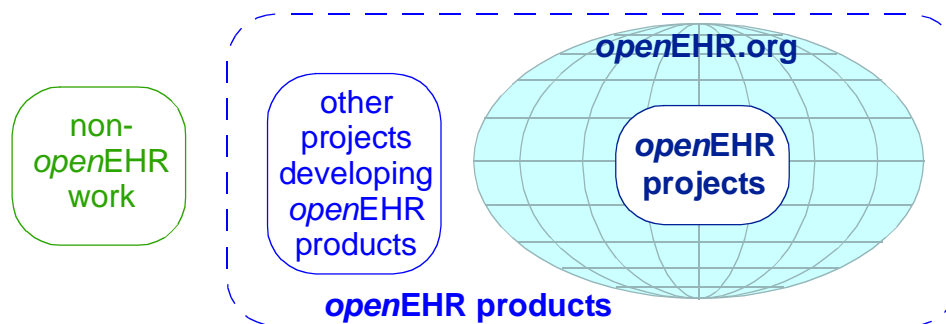 non-
openEHR
work
other
projects
developing
openEHR
products
openEHR.org
openEHR
projects
openEHR products